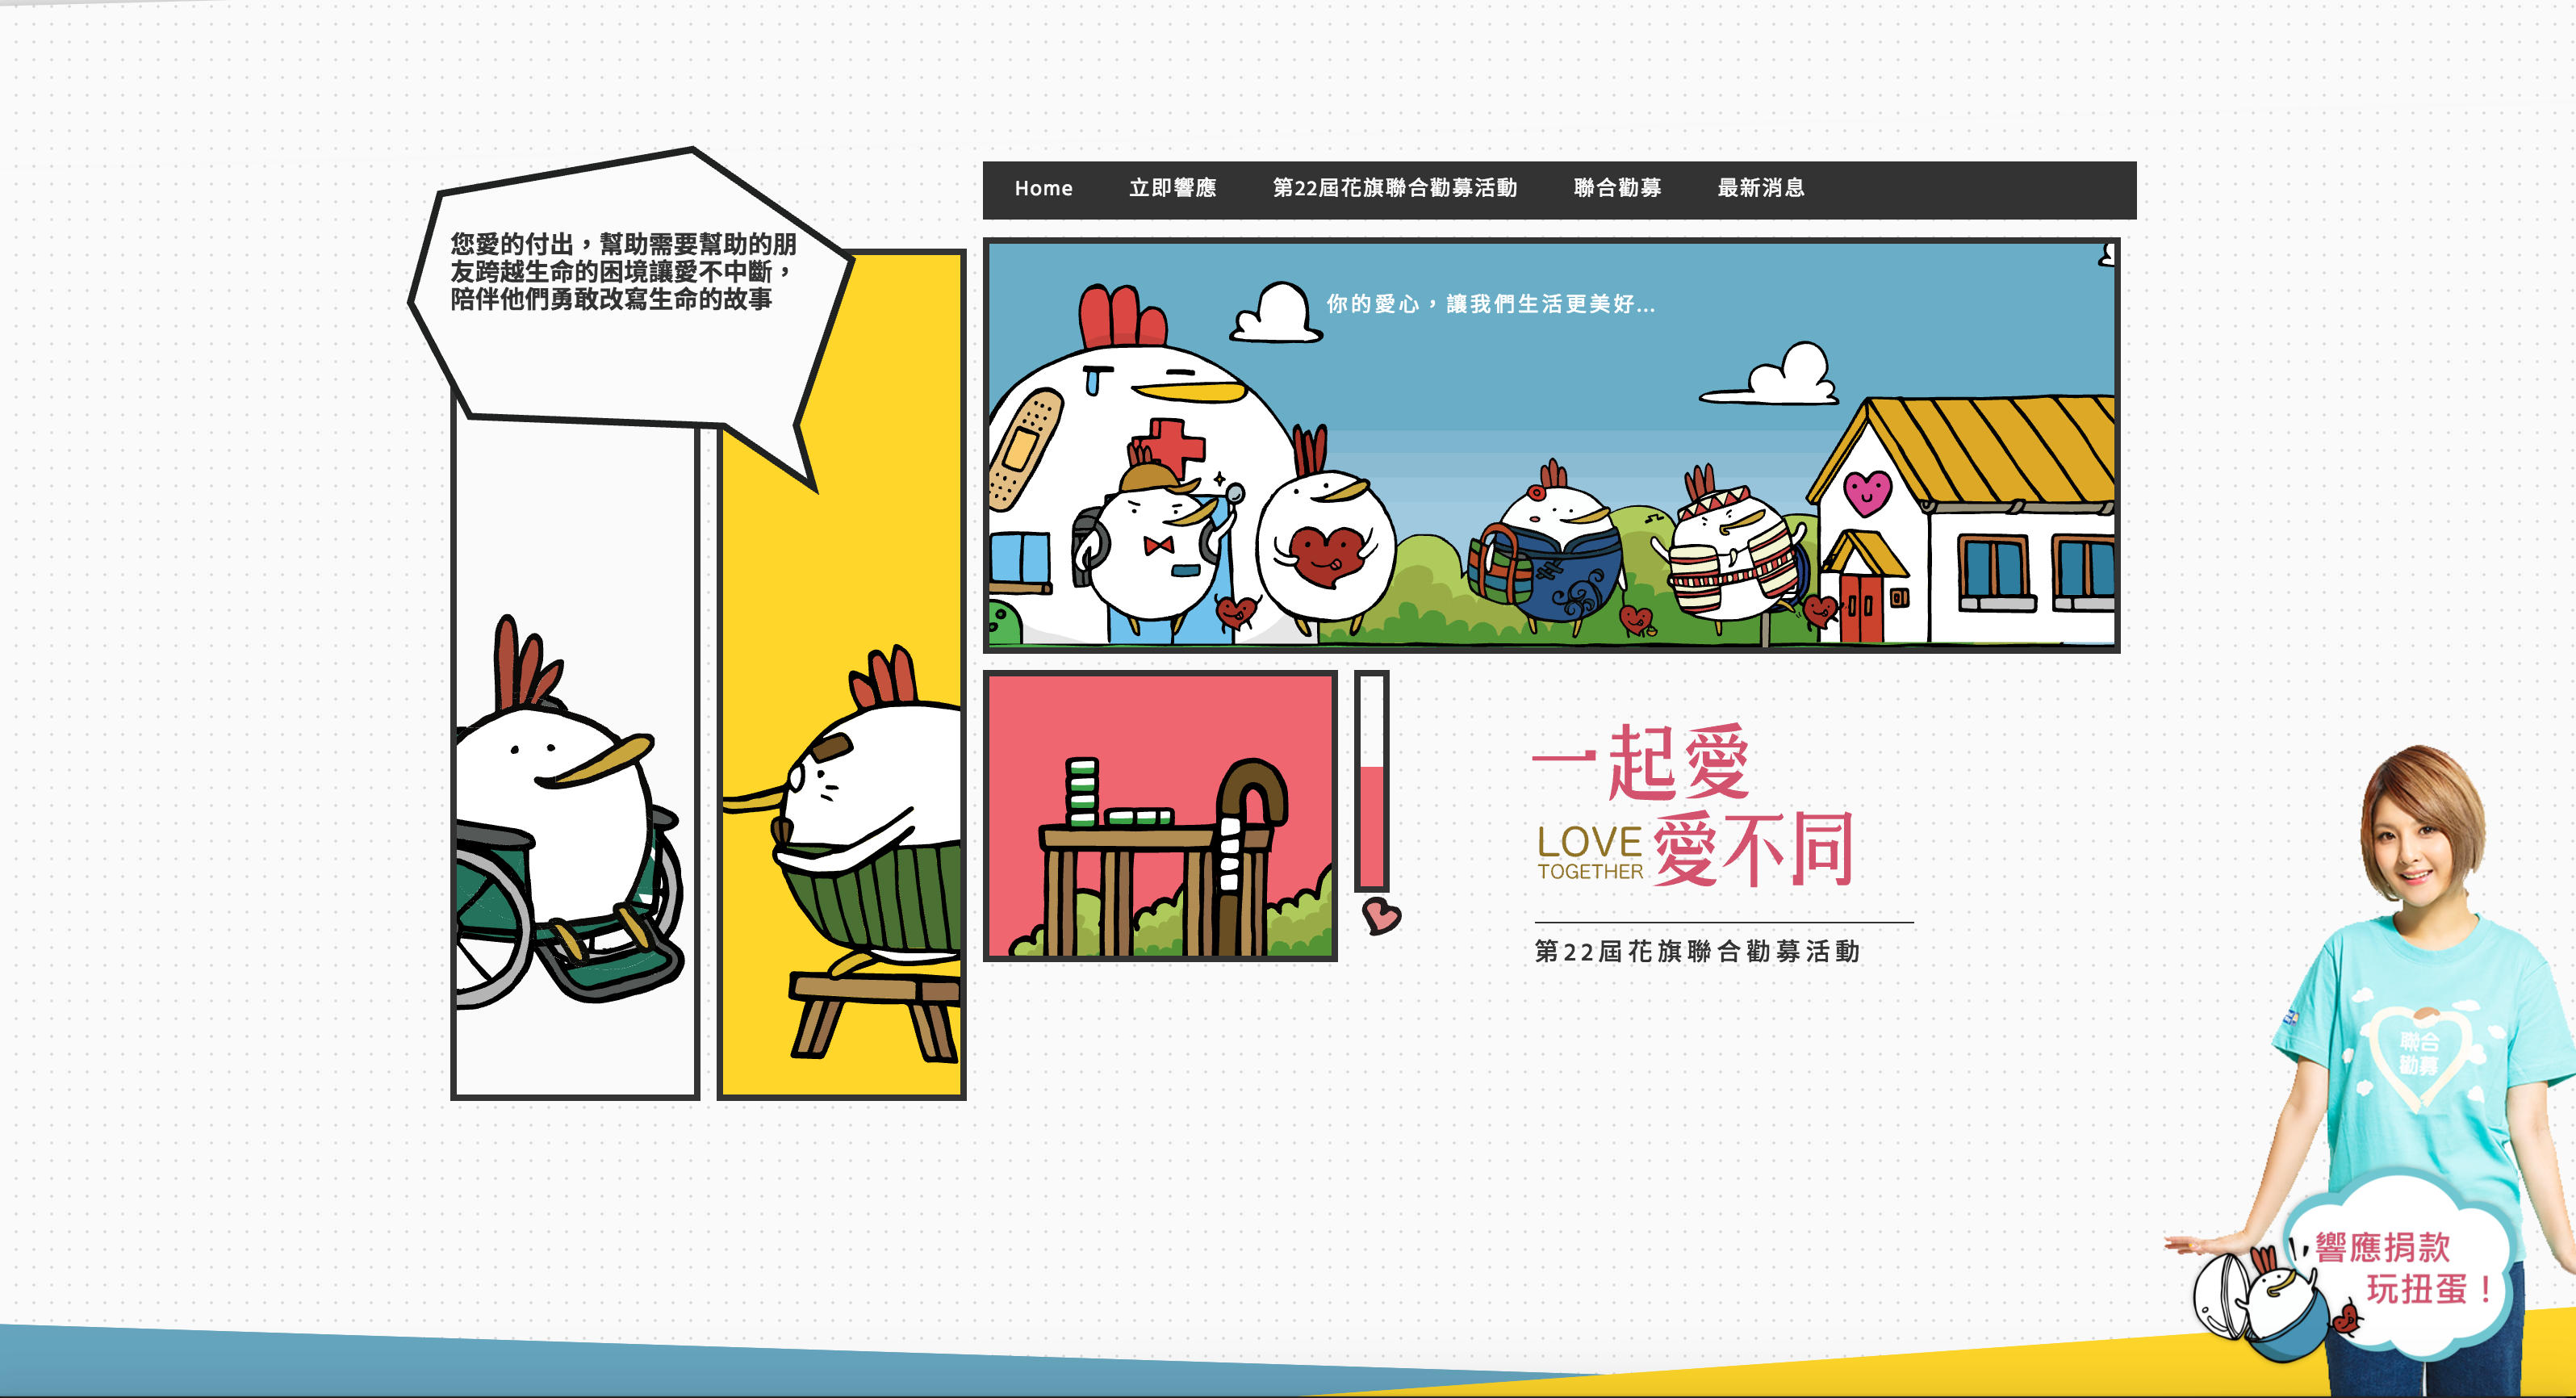 Home 立即響應 第22屆花旗聯合勸募活動 聯合勸募 最新消息
您愛的付出，幫助需要幫助的朋
友跨越生命的困境讓愛不中斷，
陪伴他們勇敢改寫生命的故事
你的愛心，讓我們生活更美好...
一起愛
LOVE
TOGETHER
愛不同
第22屆花旗聯合勸募活動
聯合
勸募
響應捐款
玩扭蛋！